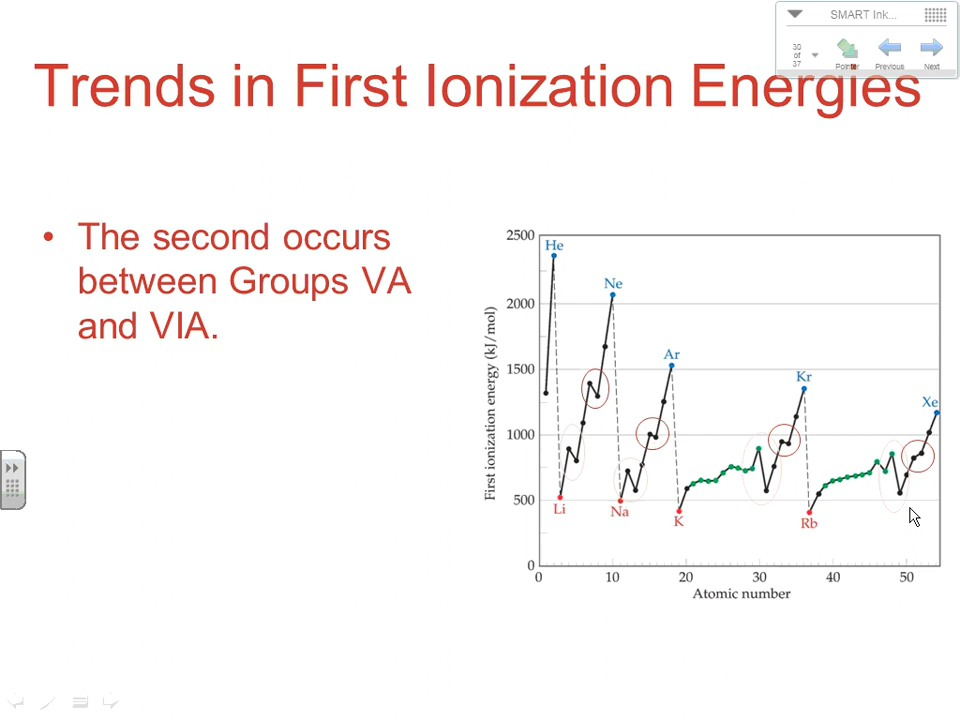 SMART Ink...
30
of
37
Pointer
Previous
Next
Trends in First Ionization Energies
• The second occurs
between Groups VA
and VIA.
First ionization energy (kJ/mol)
2500
2000
1500
1000
500
0
He
Ne
Ar
Kr
Xe
Li
Na
K
Rb
0 10 20 30 40 50
Atomic number